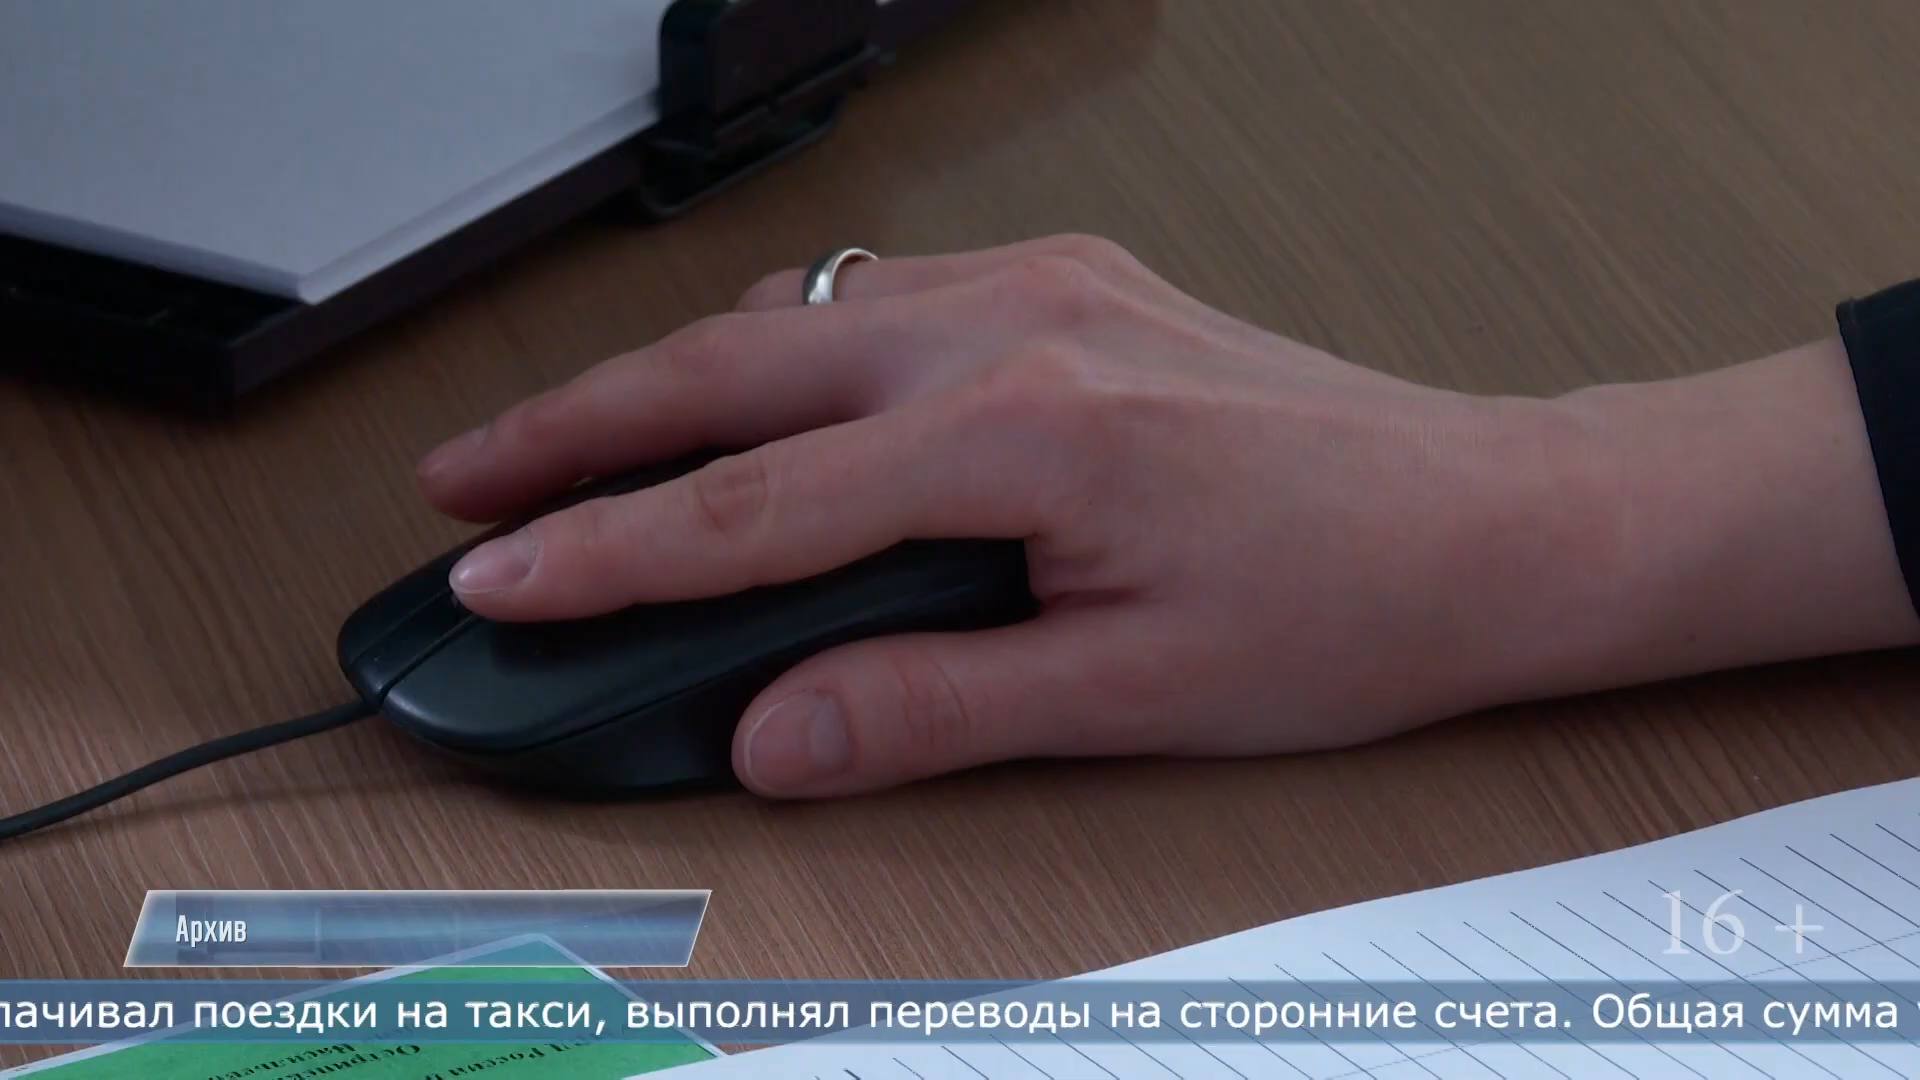 Архив
16 +
лачивал поездки на такси, выполнял переводы на сторонние счета. Общая сумма